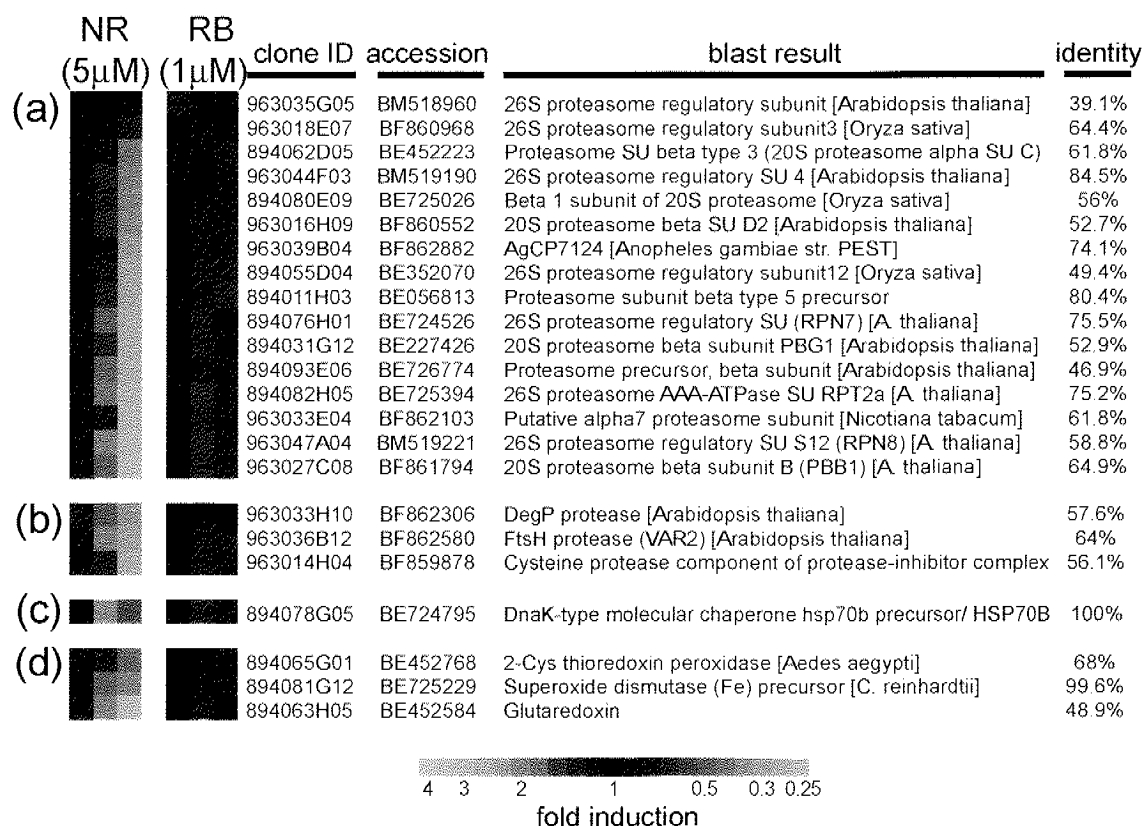 NR RB
(5μM) (1μM) clone ID accession blast result identity
(a)
963035G05 BM518960 26S proteasome regulatory subunit [Arabidopsis thaliana] 39.1%
963018E07 BF860968 26S proteasome regulatory subunit3 [Oryza sativa] 64.4%
894062D05 BE452223 Proteasome SU beta type 3 (20S proteasome alpha SU C) 61.8%
963044F03 BM519190 26S proteasome regulatory SU 4 [Arabidopsis thaliana] 84.5%
894080E09 BE725026 Beta 1 subunit of 20S proteasome [Oryza sativa] 56%
963016H09 BF860552 20S proteasome beta SU D2 [Arabidopsis thaliana] 52.7%
963039B04 BF862882 AgCP7124 [Anopheles gambiae str. PEST] 74.1%
894055D04 BE352070 26S proteasome regulatory subunit12 [Oryza sativa] 49.4%
894011H03 BE056813 Proteasome subunit beta type 5 precursor 80.4%
894076H01 BE724526 26S proteasome regulatory SU (RPN7) [A. thaliana] 75.5%
894031G12 BE227426 20S proteasome beta subunit PBG1 [Arabidopsis thaliana] 52.9%
894093E06 BE726774 Proteasome precursor, beta subunit [Arabidopsis thaliana] 46.9%
894082H05 BE725394 26S proteasome AAA-ATPase SU RPT2a [A. thaliana] 75.2%
963033E04 BF862103 Putative alpha7 proteasome subunit [Nicotiana tabacum] 61.8%
963047A04 BM519221 26S proteasome regulatory SU S12 (RPN8) [A. thaliana] 58.8%
963027C08 BF861794 20S proteasome beta subunit B (PBB1) [A. thaliana] 64.9%
(b) 963033H10 BF862306 DegP protease [Arabidopsis thaliana] 57.6%
963036B12 BF862580 FtsH protease (VAR2) [Arabidopsis thaliana] 64%
963014H04 BF859878 Cysteine protease component of protease-inhibitor complex 56.1%
(c) 894078G05 BE724795 DnaK-type molecular chaperone hsp70b precursor/ HSP70B 100%
(d) 894065G01 BE452768 2-Cys thioredoxin peroxidase [Aedes aegypti] 68%
894081G12 BE725229 Superoxide dismutase (Fe) precursor [C. reinhardtii] 99.6%
894063H05 BE452584 Glutaredoxin 48.9%
4 3 2 1 0.5 0.3 0.25
fold induction